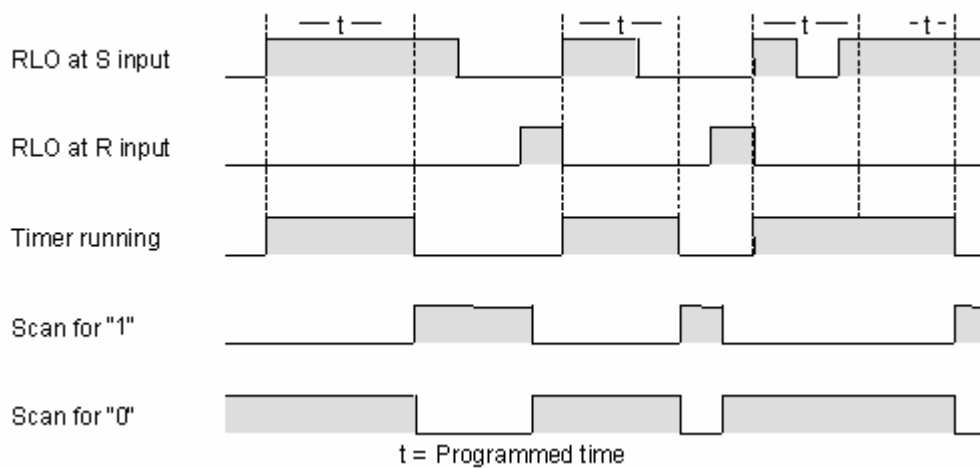 — t — — t — — t — - t -
RLO at S input
RLO at R input
Timer running
Scan for "1"
Scan for "0"
t = Programmed time